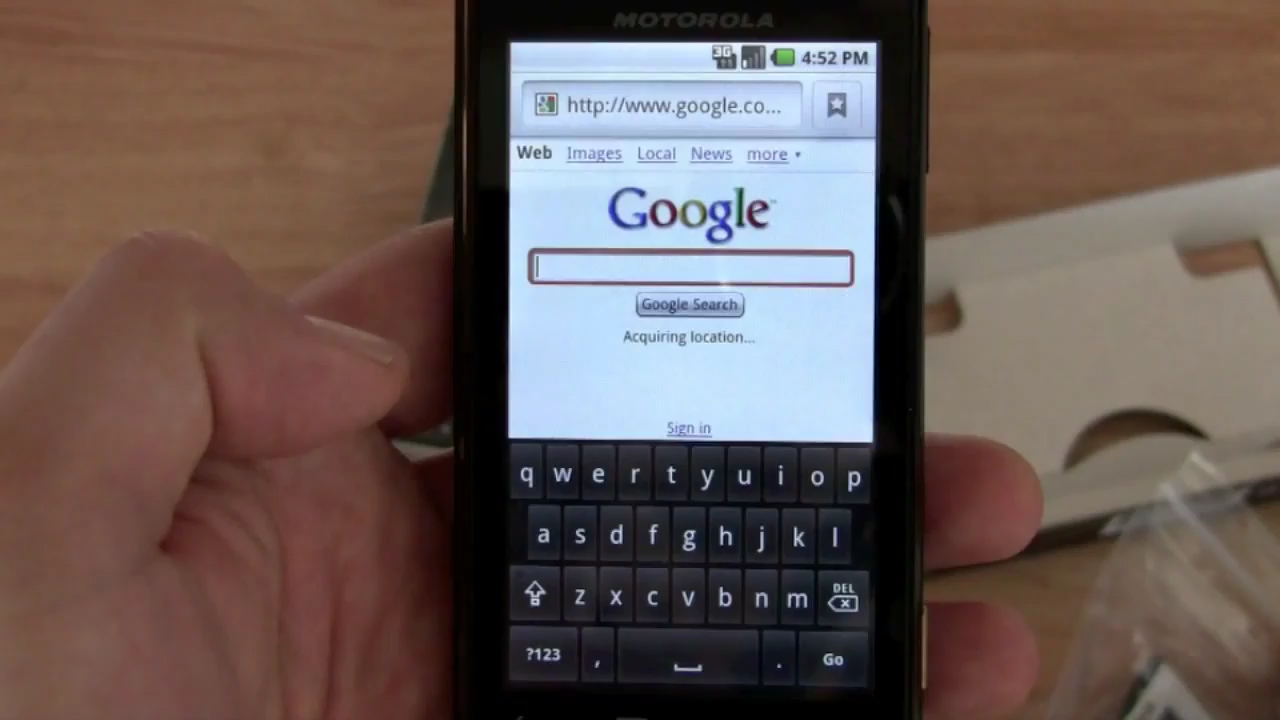 MOTOROLA
3G 4:52 PM
http://www.google.co...
Web Images Local News more
Google™
Google Search
Acquiring location...
Sign in
q w e r t y u i o p
a s d f g h j k l
z x c v b n m DEL
?123 , . Go